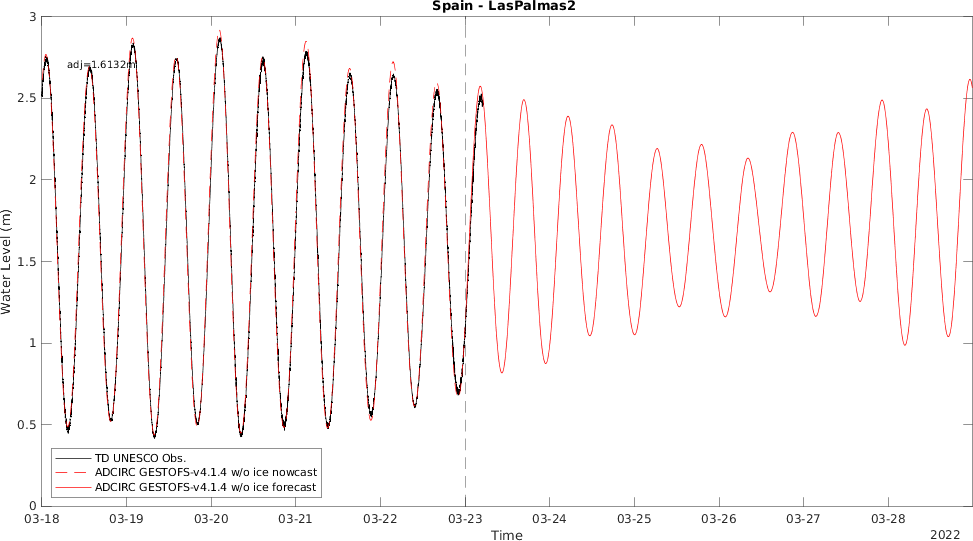 Spain - LasPalmas2
3
2.5
2
1.5
1
0.5
0
Water Level (m)
adj=1.6132m
TD UNESCO Obs.
ADCIRC GESTOFS-v4.1.4 w/o ice nowcast
ADCIRC GESTOFS-v4.1.4 w/o ice forecast
03-18 03-19 03-20 03-21 03-22 03-23 03-24 03-25 03-26 03-27 03-28
Time
2022